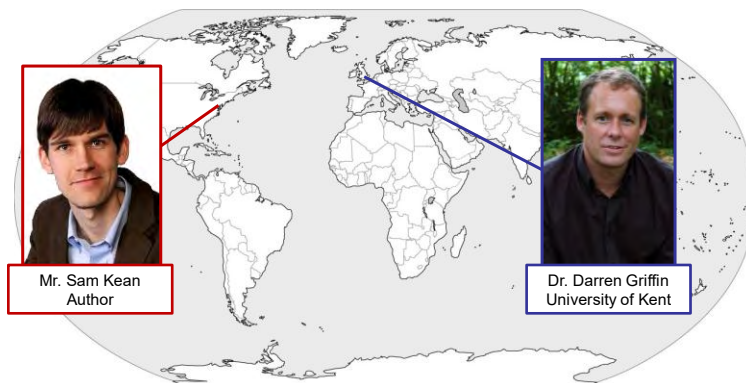 Mr. Sam Kean
Author
Dr. Darren Griffin
University of Kent